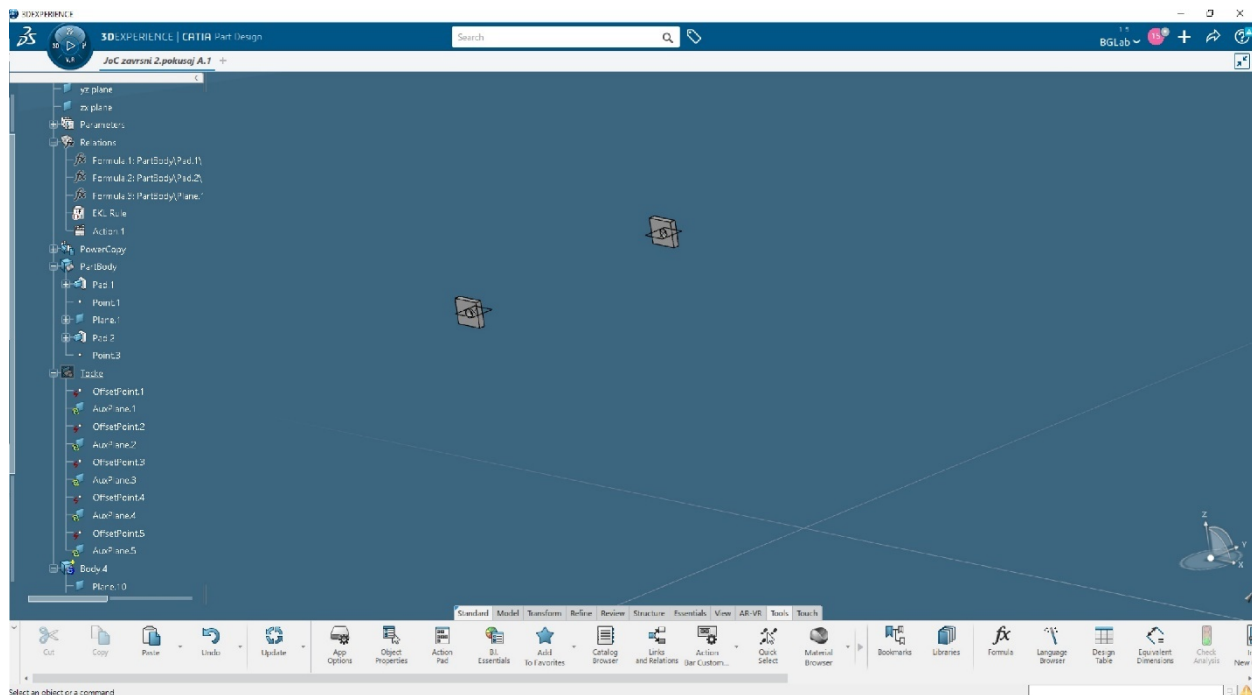 3DEXPERIENCE
3DEXPERIENCE | CATIA Part Design
Search
BGLab
JoC zavrsni 2.pokusaj A.1
yz plane
zx plane
Parameters
Relations
Formula 1: PartBody\Pad.1\
Formula 2: PartBody\Pad.2\
Formula 3: PartBody\Plane.1
EKL Rule
Action 1
PowerCopy
PartBody
Pad 1
Point.1
Plane.1
Pad 2
Point.3
Tocke
OffsetPoint.1
AuxPlane.1
OffsetPoint.2
AuxPlane.2
OffsetPoint.3
AuxPlane.3
OffsetPoint.4
AuxPlane.4
OffsetPoint.5
AuxPlane.5
Body.4
Plane.10
Z
Y
X
Standard Model Transform Refine Review Structure Essentials View AR-VR Tools Touch
Cut
Copy
Paste
Undo
Update
App Options
Object Properties
Action Pad
B.I. Essentials
Add To Favorites
Catalog Browser
Links and Relations
Action Bar Custom...
Quick Select
Material Browser
Bookmarks
Libraries
Formula
Language Browser
Design Table
Equivalent Dimensions
Check Analysis
New
Select an object or a command